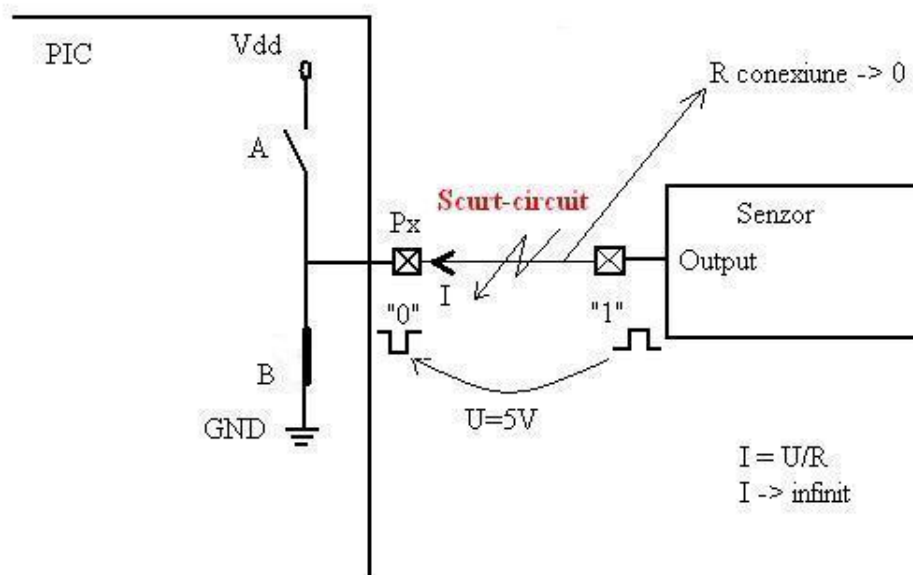 PIC
Vdd
R conexiune -> 0
A
Scurt-circuit
Senzor
Px
Output
I
"0"
"1"
B
U=5V
GND
I = U/R
I -> infinit